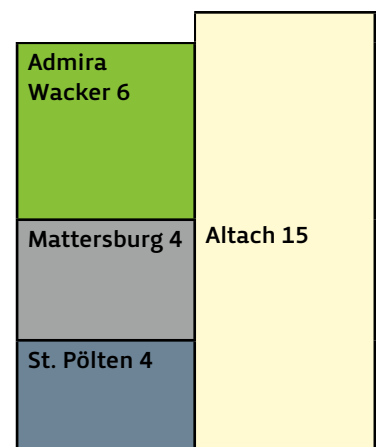 Admira
Wacker 6
Mattersburg 4
St. Pölten 4
Altach 15